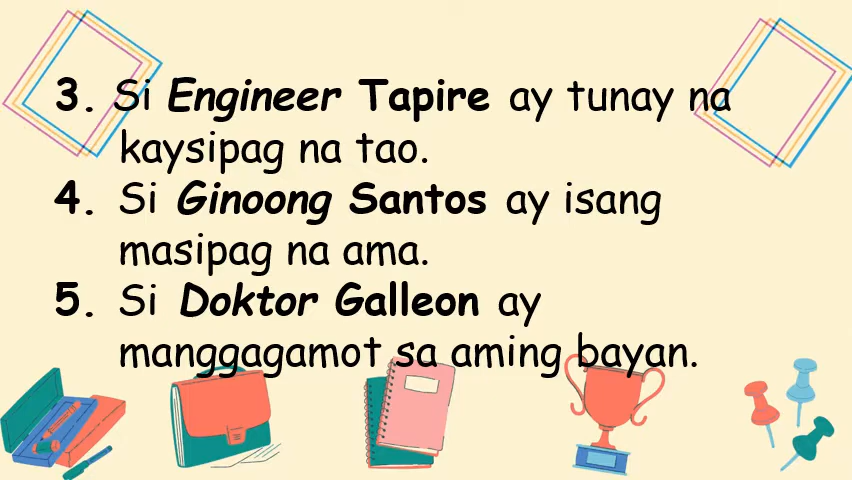 3. Si Engineer Tapire ay tunay na
kaysipag na tao.
4. Si Ginoong Santos ay isang
masipag na ama.
5. Si Doktor Galleon ay
manggagamot sa aming bayan.